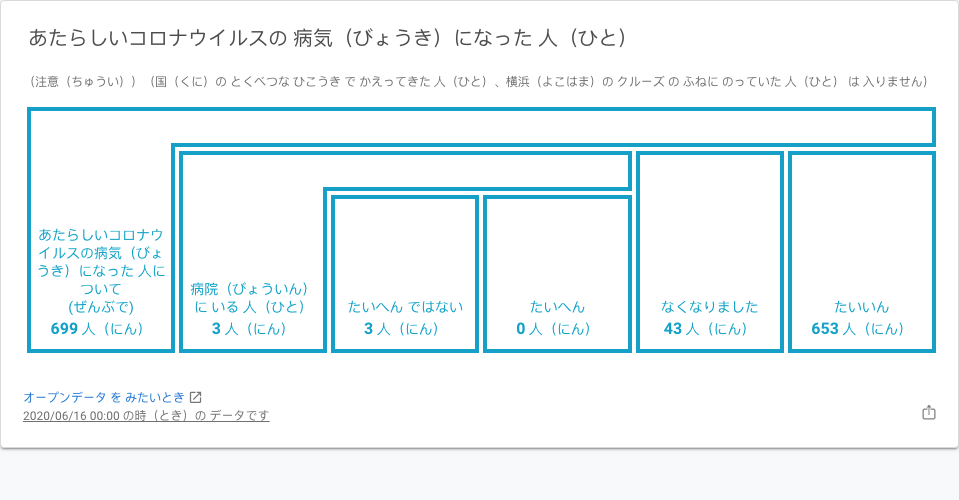 あたらしいコロナウイルスの 病気（びょうき）になった 人（ひと）
（注意（ちゅうい））（国（くに）の とくべつな ひこうき で かえってきた 人（ひと）、横浜（よこはま）の クルーズ の ふねに のっていた 人（ひと） は 入りません）
あたらしいコロナウ
イルスの病気（びょ
うき）になった 人に
ついて
(ぜんぶで)
699 人（にん）
病院（びょういん）
に いる 人（ひと）
3 人（にん）
たいへん ではない
3 人（にん）
たいへん
0 人（にん）
なくなりました
43 人（にん）
たいいん
653 人（にん）
オープンデータ を みたいとき
2020/06/16 00:00 の時（とき）の データです